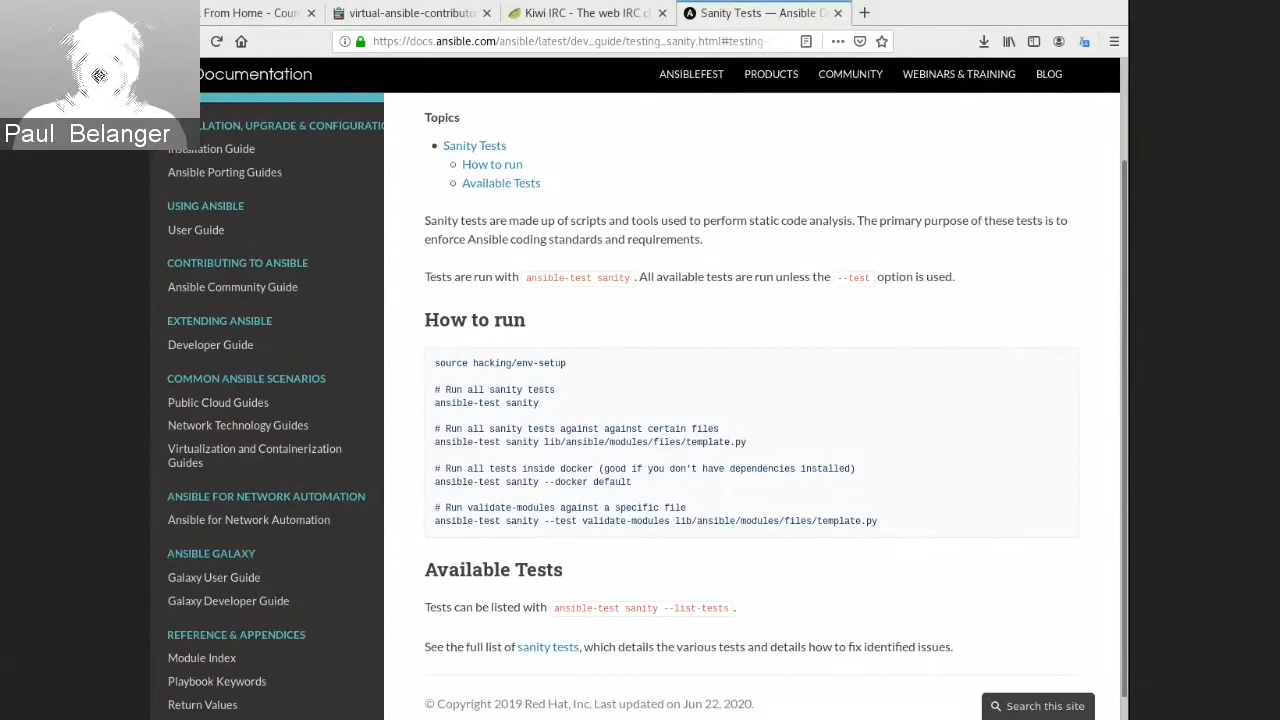 From Home - Cour
virtual-ansible-contributo
Kiwi IRC - The web IRC cl
Sanity Tests — Ansible D
https://docs.ansible.com/ansible/latest/dev_guide/testing_sanity.html#testing-
Documentation
ANSIBLEFEST
PRODUCTS
COMMUNITY
WEBINARS & TRAINING
BLOG
Paul Belanger
LLATION, UPGRADE & CONFIGURATIO
Installation Guide
Ansible Porting Guides
USING ANSIBLE
User Guide
CONTRIBUTING TO ANSIBLE
Ansible Community Guide
EXTENDING ANSIBLE
Developer Guide
COMMON ANSIBLE SCENARIOS
Public Cloud Guides
Network Technology Guides
Virtualization and Containerization
Guides
ANSIBLE FOR NETWORK AUTOMATION
Ansible for Network Automation
ANSIBLE GALAXY
Galaxy User Guide
Galaxy Developer Guide
REFERENCE & APPENDICES
Module Index
Playbook Keywords
Return Values
Topics
Sanity Tests
How to run
Available Tests
Sanity tests are made up of scripts and tools used to perform static code analysis. The primary purpose of these tests is to
enforce Ansible coding standards and requirements.
Tests are run with ansible-test sanity. All available tests are run unless the --test option is used.
How to run
source hacking/env-setup
# Run all sanity tests
ansible-test sanity
# Run all sanity tests against against certain files
ansible-test sanity lib/ansible/modules/files/template.py
# Run all tests inside docker (good if you don't have dependencies installed)
ansible-test sanity --docker default
# Run validate-modules against a specific file
ansible-test sanity --test validate-modules lib/ansible/modules/files/template.py
Available Tests
Tests can be listed with ansible-test sanity --list-tests.
See the full list of sanity tests, which details the various tests and details how to fix identified issues.
© Copyright 2019 Red Hat, Inc. Last updated on Jun 22, 2020.
Search this site